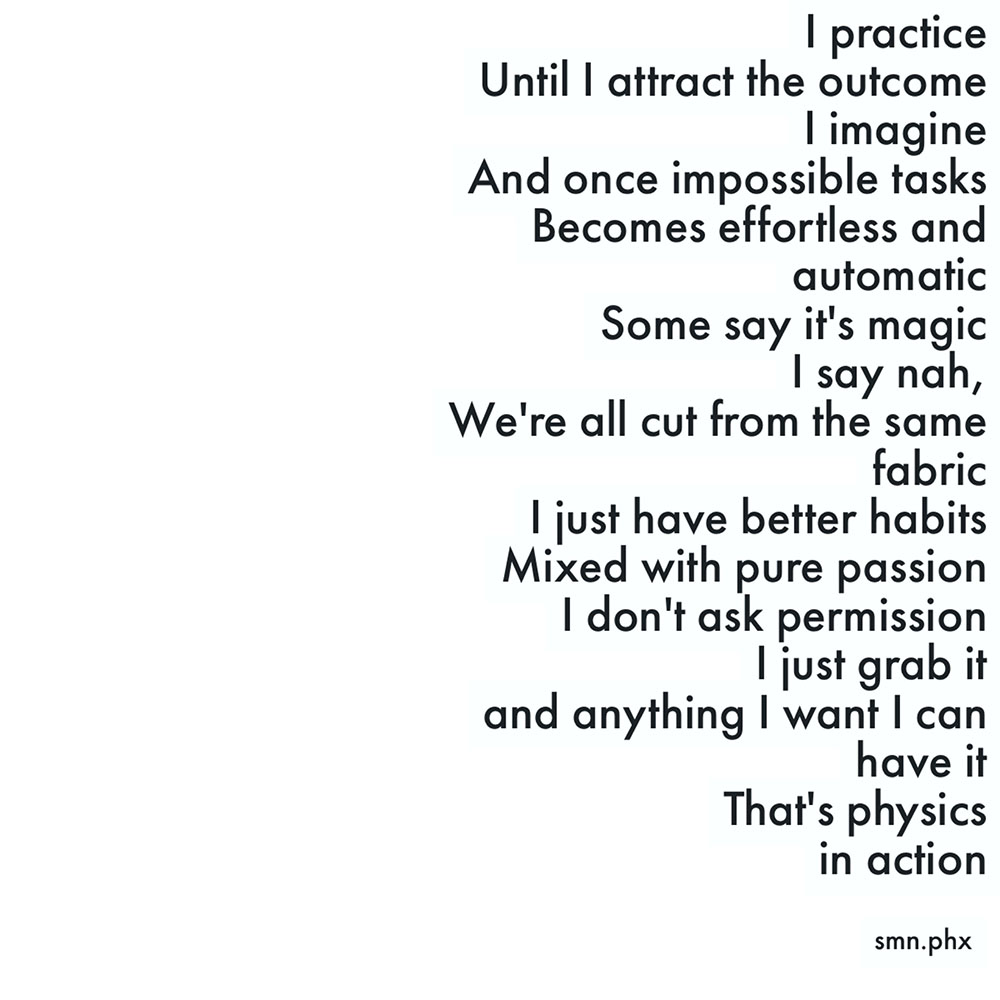 I practice
Until I attract the outcome
I imagine
And once impossible tasks
Becomes effortless and
automatic
Some say it's magic
I say nah,
We're all cut from the same
fabric
I just have better habits
Mixed with pure passion
I don't ask permission
I just grab it
and anything I want I can
have it
That's physics
in action
smn.phx